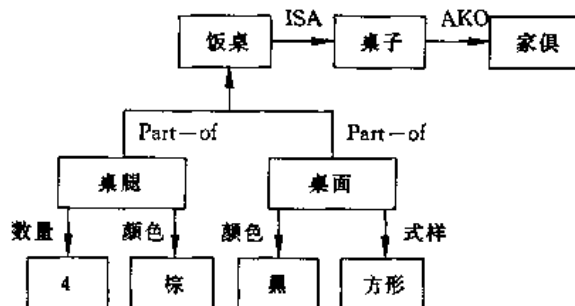 ISA AKO
饭桌 桌子 家俱
Part—of Part—of
桌腿 桌面
数量 颜色 颜色 式样
4 棕 黑 方形